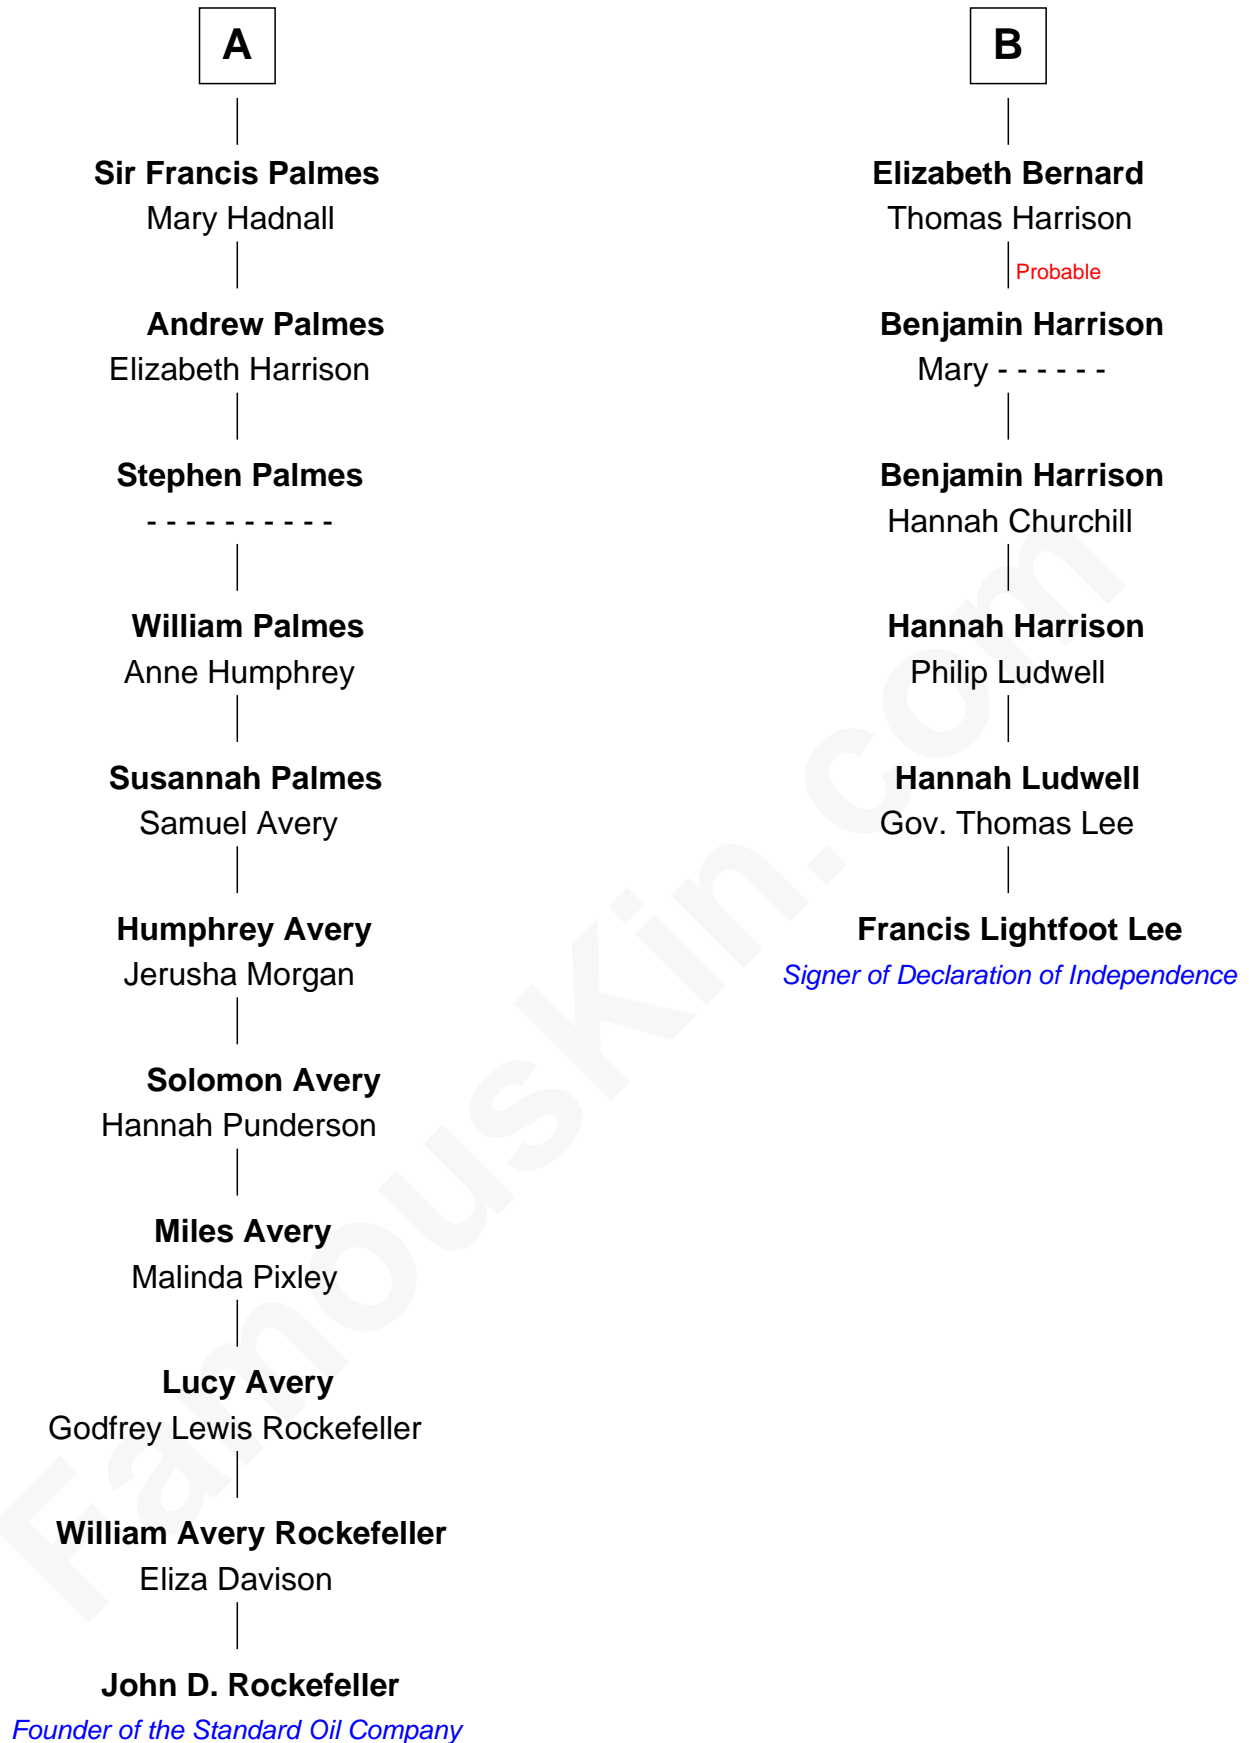 A
Sir Francis Palmes
Mary Hadnall
Andrew Palmes
Elizabeth Harrison
Stephen Palmes
- - - - - - - - - -
William Palmes
Anne Humphrey
Susannah Palmes
Samuel Avery
Humphrey Avery
Jerusha Morgan
Solomon Avery
Hannah Punderson
Miles Avery
Malinda Pixley
Lucy Avery
Godfrey Lewis Rockefeller
William Avery Rockefeller
Eliza Davison
John D. Rockefeller
Founder of the Standard Oil Company
B
Elizabeth Bernard
Thomas Harrison
Probable
Benjamin Harrison
Mary - - - - - -
Benjamin Harrison
Hannah Churchill
Hannah Harrison
Philip Ludwell
Hannah Ludwell
Gov. Thomas Lee
Francis Lightfoot Lee
Signer of Declaration of Independence
FamousKin.com